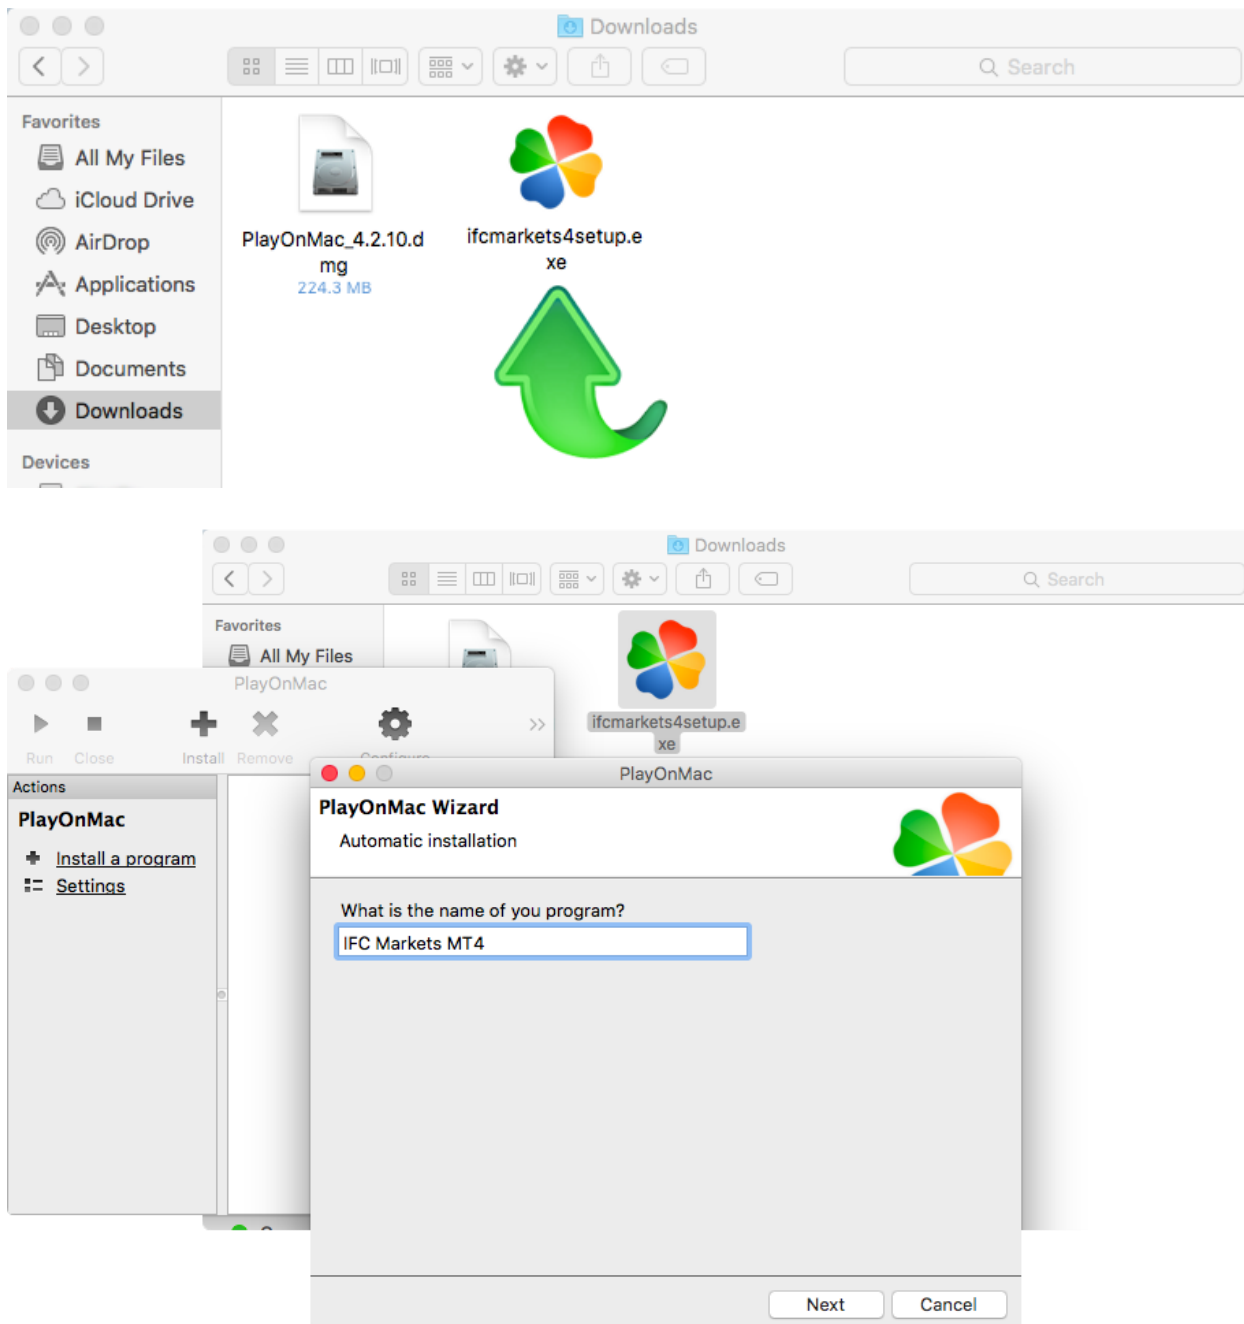 Downloads
Search
Favorites
All My Files
iCloud Drive
AirDrop
Applications
Desktop
Documents
Downloads
Devices
PlayOnMac_4.2.10.d
mg
224.3 MB
ifcmarkets4setup.e
xe
Downloads
Search
Favorites
All My Files
ifcmarkets4setup.e
xe
PlayOnMac
Run Close Install Remove Configure
Actions
PlayOnMac
Install a program
Settings
PlayOnMac
PlayOnMac Wizard
Automatic installation
What is the name of you program?
IFC Markets MT4
Next Cancel